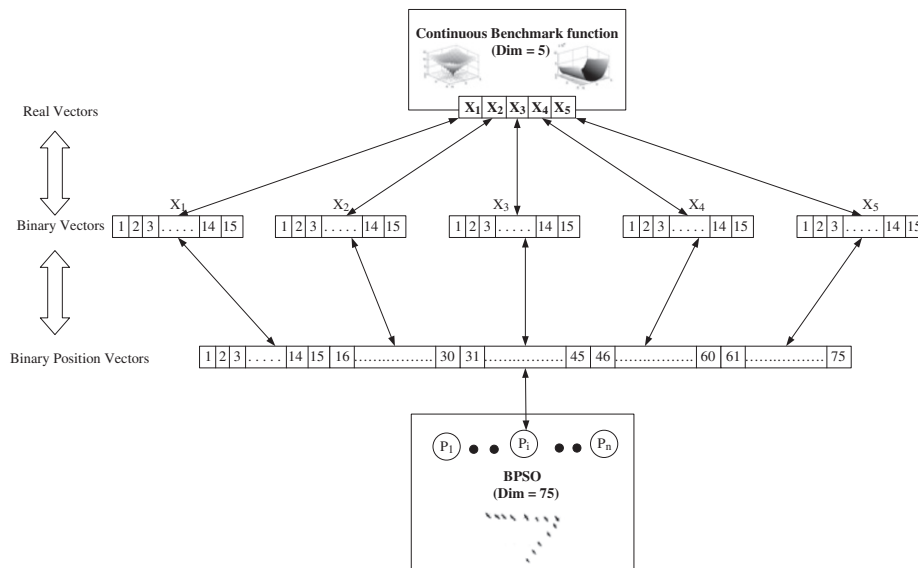 Continuous Benchmark function
(Dim = 5)
X1 X2 X3 X4 X5
Real Vectors
X1 X2 X3 X4 X5
Binary Vectors
1 2 3 ..... 14 15 1 2 3 ..... 14 15 1 2 3 ..... 14 15 1 2 3 ..... 14 15 1 2 3 ..... 14 15
Binary Position Vectors
1 2 3 ..... 14 15 16 .................. 30 31 .................. 45 46 .................. 60 61 .................. 75
P1 Pi Pn
BPSO
(Dim = 75)